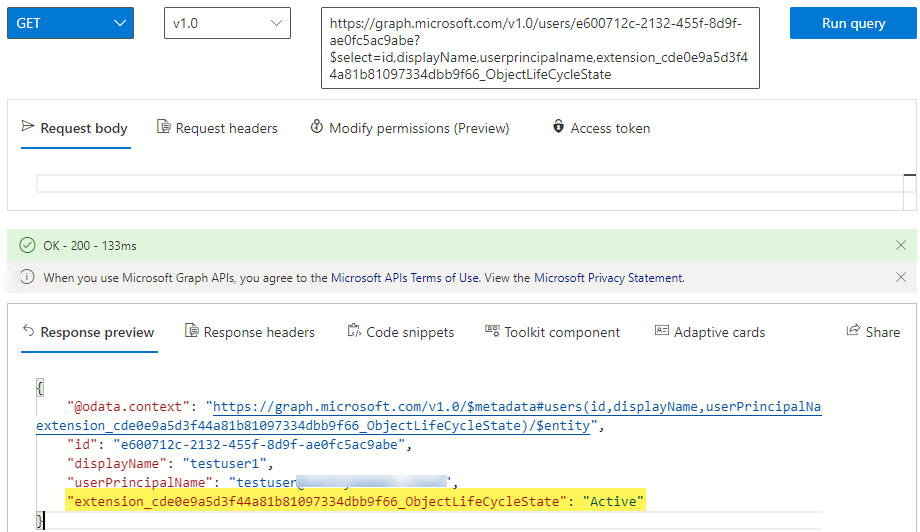 GET
v1.0
https://graph.microsoft.com/v1.0/users/e600712c-2132-455f-8d9f-
ae0fc5ac9abe?
$select=id,displayName,userprincipalname,extension_cde0e9a5d3f4
4a81b81097334dbb9f66_ObjectLifeCycleState
Run query
Request body
Request headers
Modify permissions (Preview)
Access token
OK - 200 - 133ms
When you use Microsoft Graph APIs, you agree to the Microsoft APIs Terms of Use. View the Microsoft Privacy Statement.
Response preview
Response headers
Code snippets
Toolkit component
Adaptive cards
Share
{
"@odata.context": "https://graph.microsoft.com/v1.0/$metadata#users(id,displayName,userPrincipalNa
extension_cde0e9a5d3f44a81b81097334dbb9f66_ObjectLifeCycleState)/$entity",
"id": "e600712c-2132-455f-8d9f-ae0fc5ac9abe",
"displayName": "testuser1",
"userPrincipalName": "testuser ",
"extension_cde0e9a5d3f44a81b81097334dbb9f66_ObjectLifeCycleState": "Active"
}